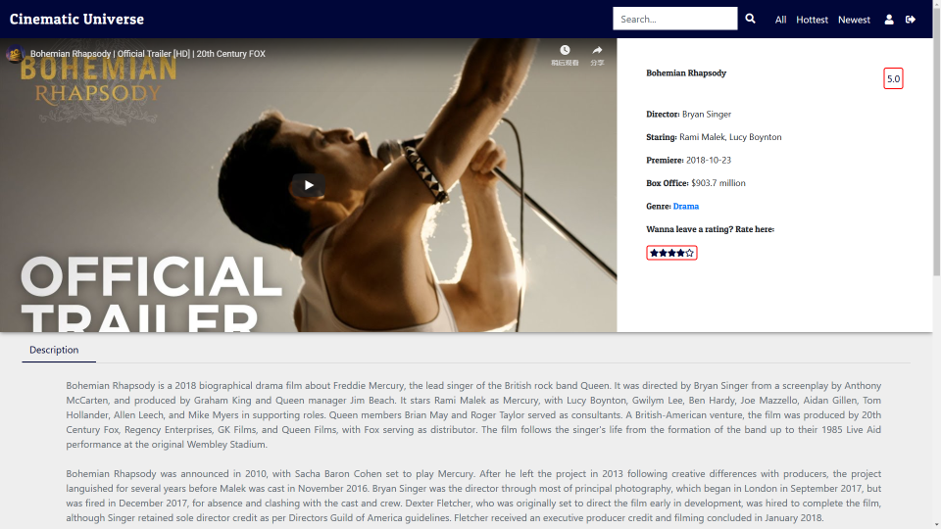 Cinematic Universe
Search...
All Hottest Newest
Bohemian Rhapsody | Official Trailer [HD] | 20th Century FOX
稍后观看 分享
BOHEMIAN
RHAPSODY
OFFICIAL
TRAILER
Bohemian Rhapsody
5.0
Director: Bryan Singer
Staring: Rami Malek, Lucy Boynton
Premiere: 2018-10-23
Box Office: $903.7 million
Genre: Drama
Wanna leave a rating? Rate here:
Description
Bohemian Rhapsody is a 2018 biographical drama film about Freddie Mercury, the lead singer of the British rock band Queen. It was directed by Bryan Singer from a screenplay by Anthony
McCarten, and produced by Graham King and Queen manager Jim Beach. It stars Rami Malek as Mercury, with Lucy Boynton, Gwilym Lee, Ben Hardy, Joe Mazzello, Aidan Gillen, Tom
Hollander, Allen Leech, and Mike Myers in supporting roles. Queen members Brian May and Roger Taylor served as consultants. A British-American venture, the film was produced by 20th
Century Fox, Regency Enterprises, GK Films, and Queen Films, with Fox serving as distributor. The film follows the singer's life from the formation of the band up to their 1985 Live Aid
performance at the original Wembley Stadium.
Bohemian Rhapsody was announced in 2010, with Sacha Baron Cohen set to play Mercury. After he left the project in 2013 following creative differences with producers, the project
languished for several years before Malek was cast in November 2016. Bryan Singer was the director through most of principal photography, which began in London in September 2017, but
was fired in December 2017, for absence and clashing with the cast and crew. Dexter Fletcher, who was originally set to direct the film early in development, was hired to complete the film,
although Singer retained sole director credit as per Directors Guild of America guidelines. Fletcher received an executive producer credit and filming concluded in January 2018.